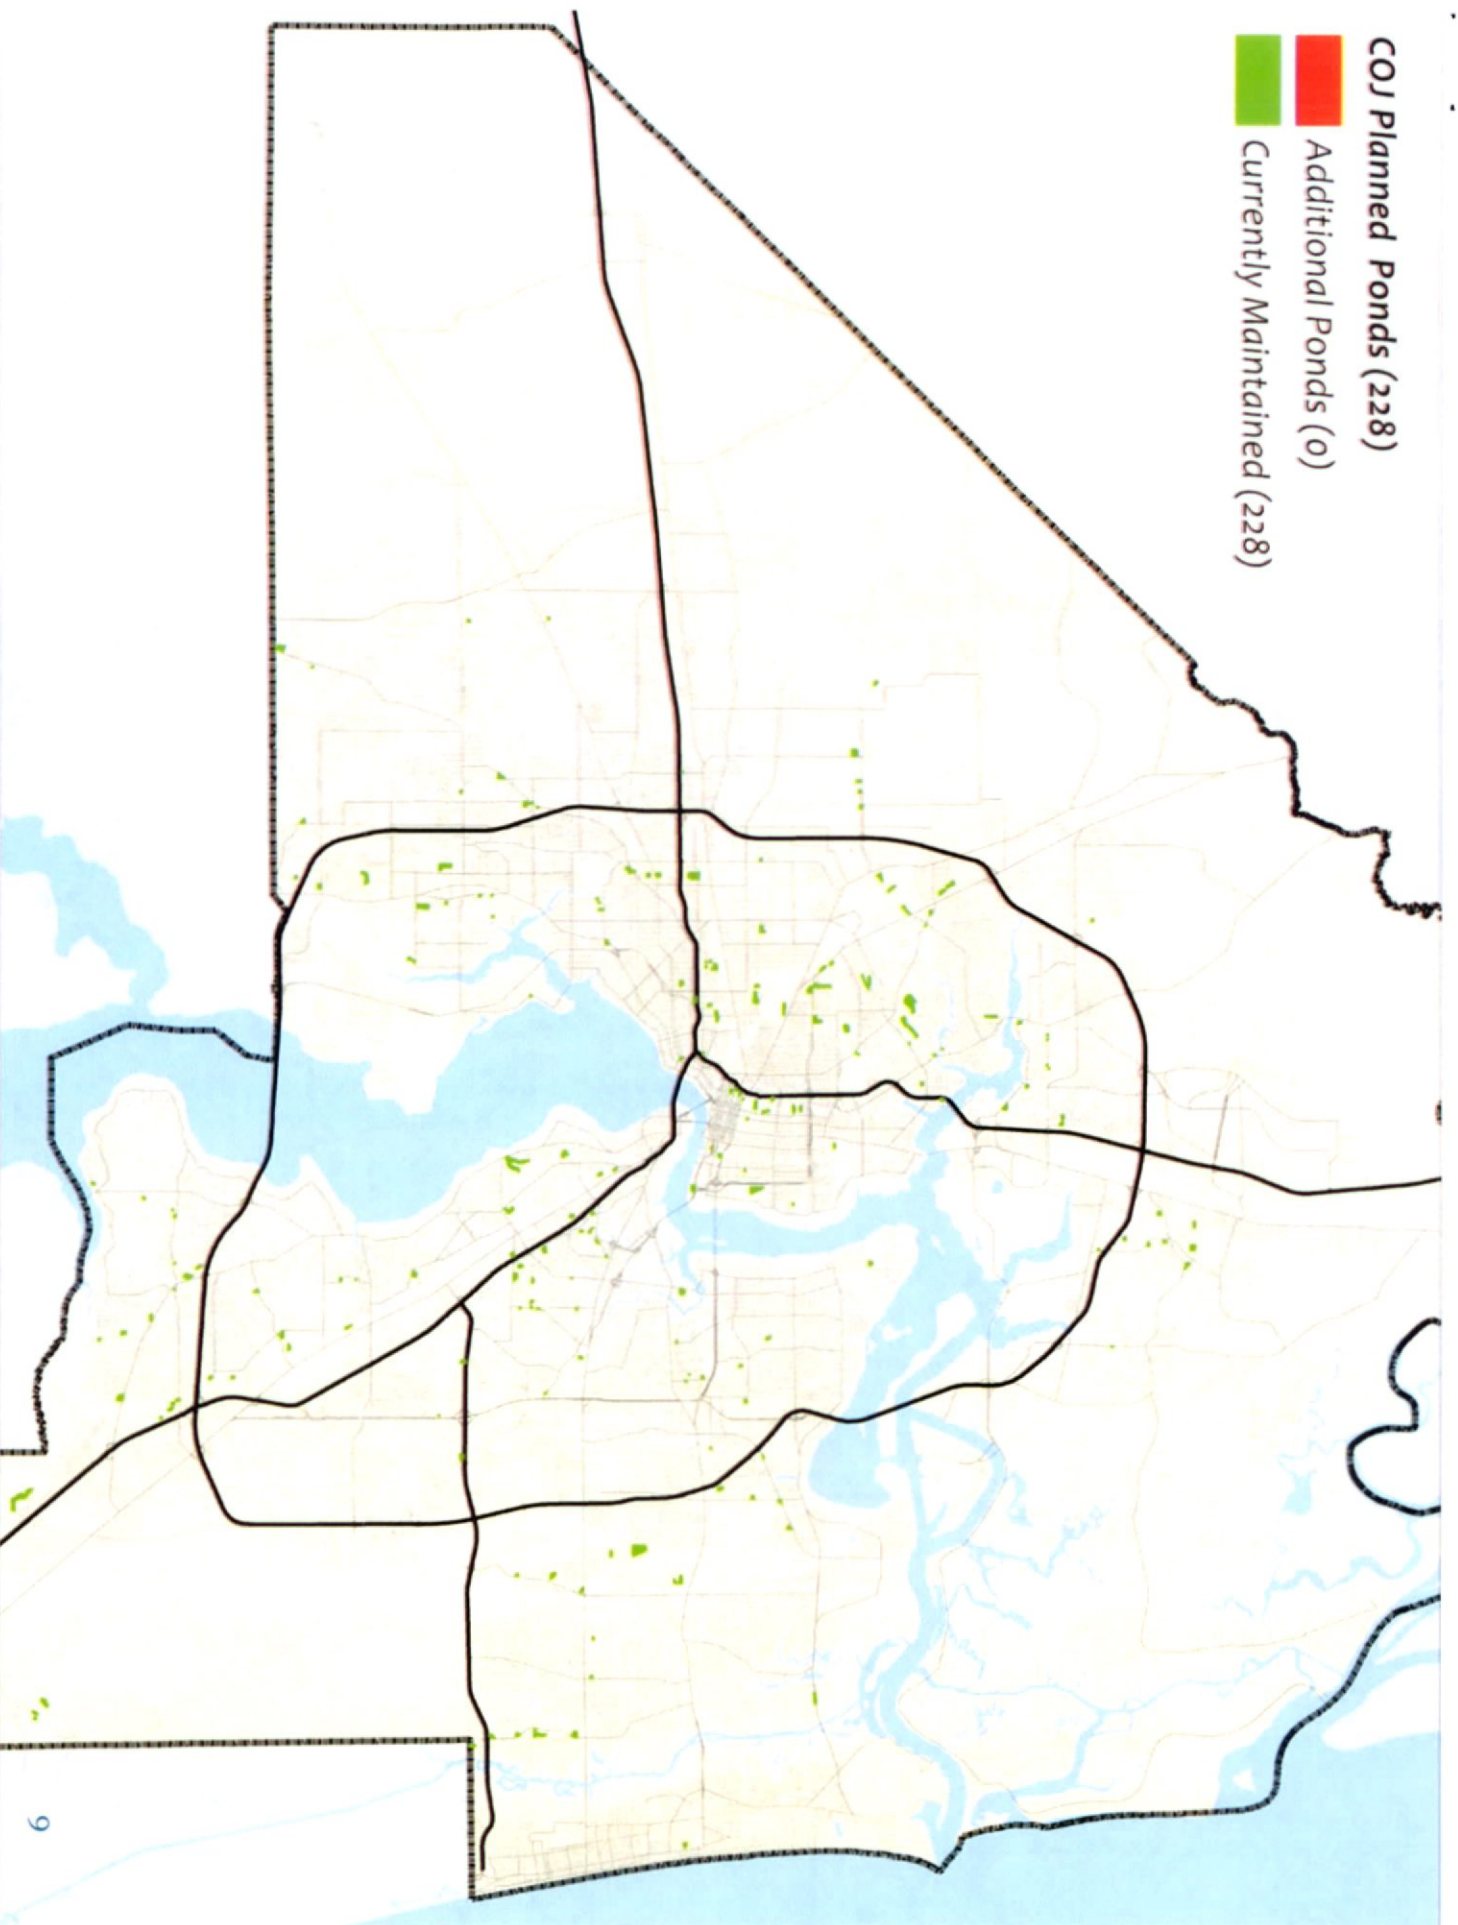 COJ Planned Ponds (228)
Additional Ponds (0)
Currently Maintained (228)
9